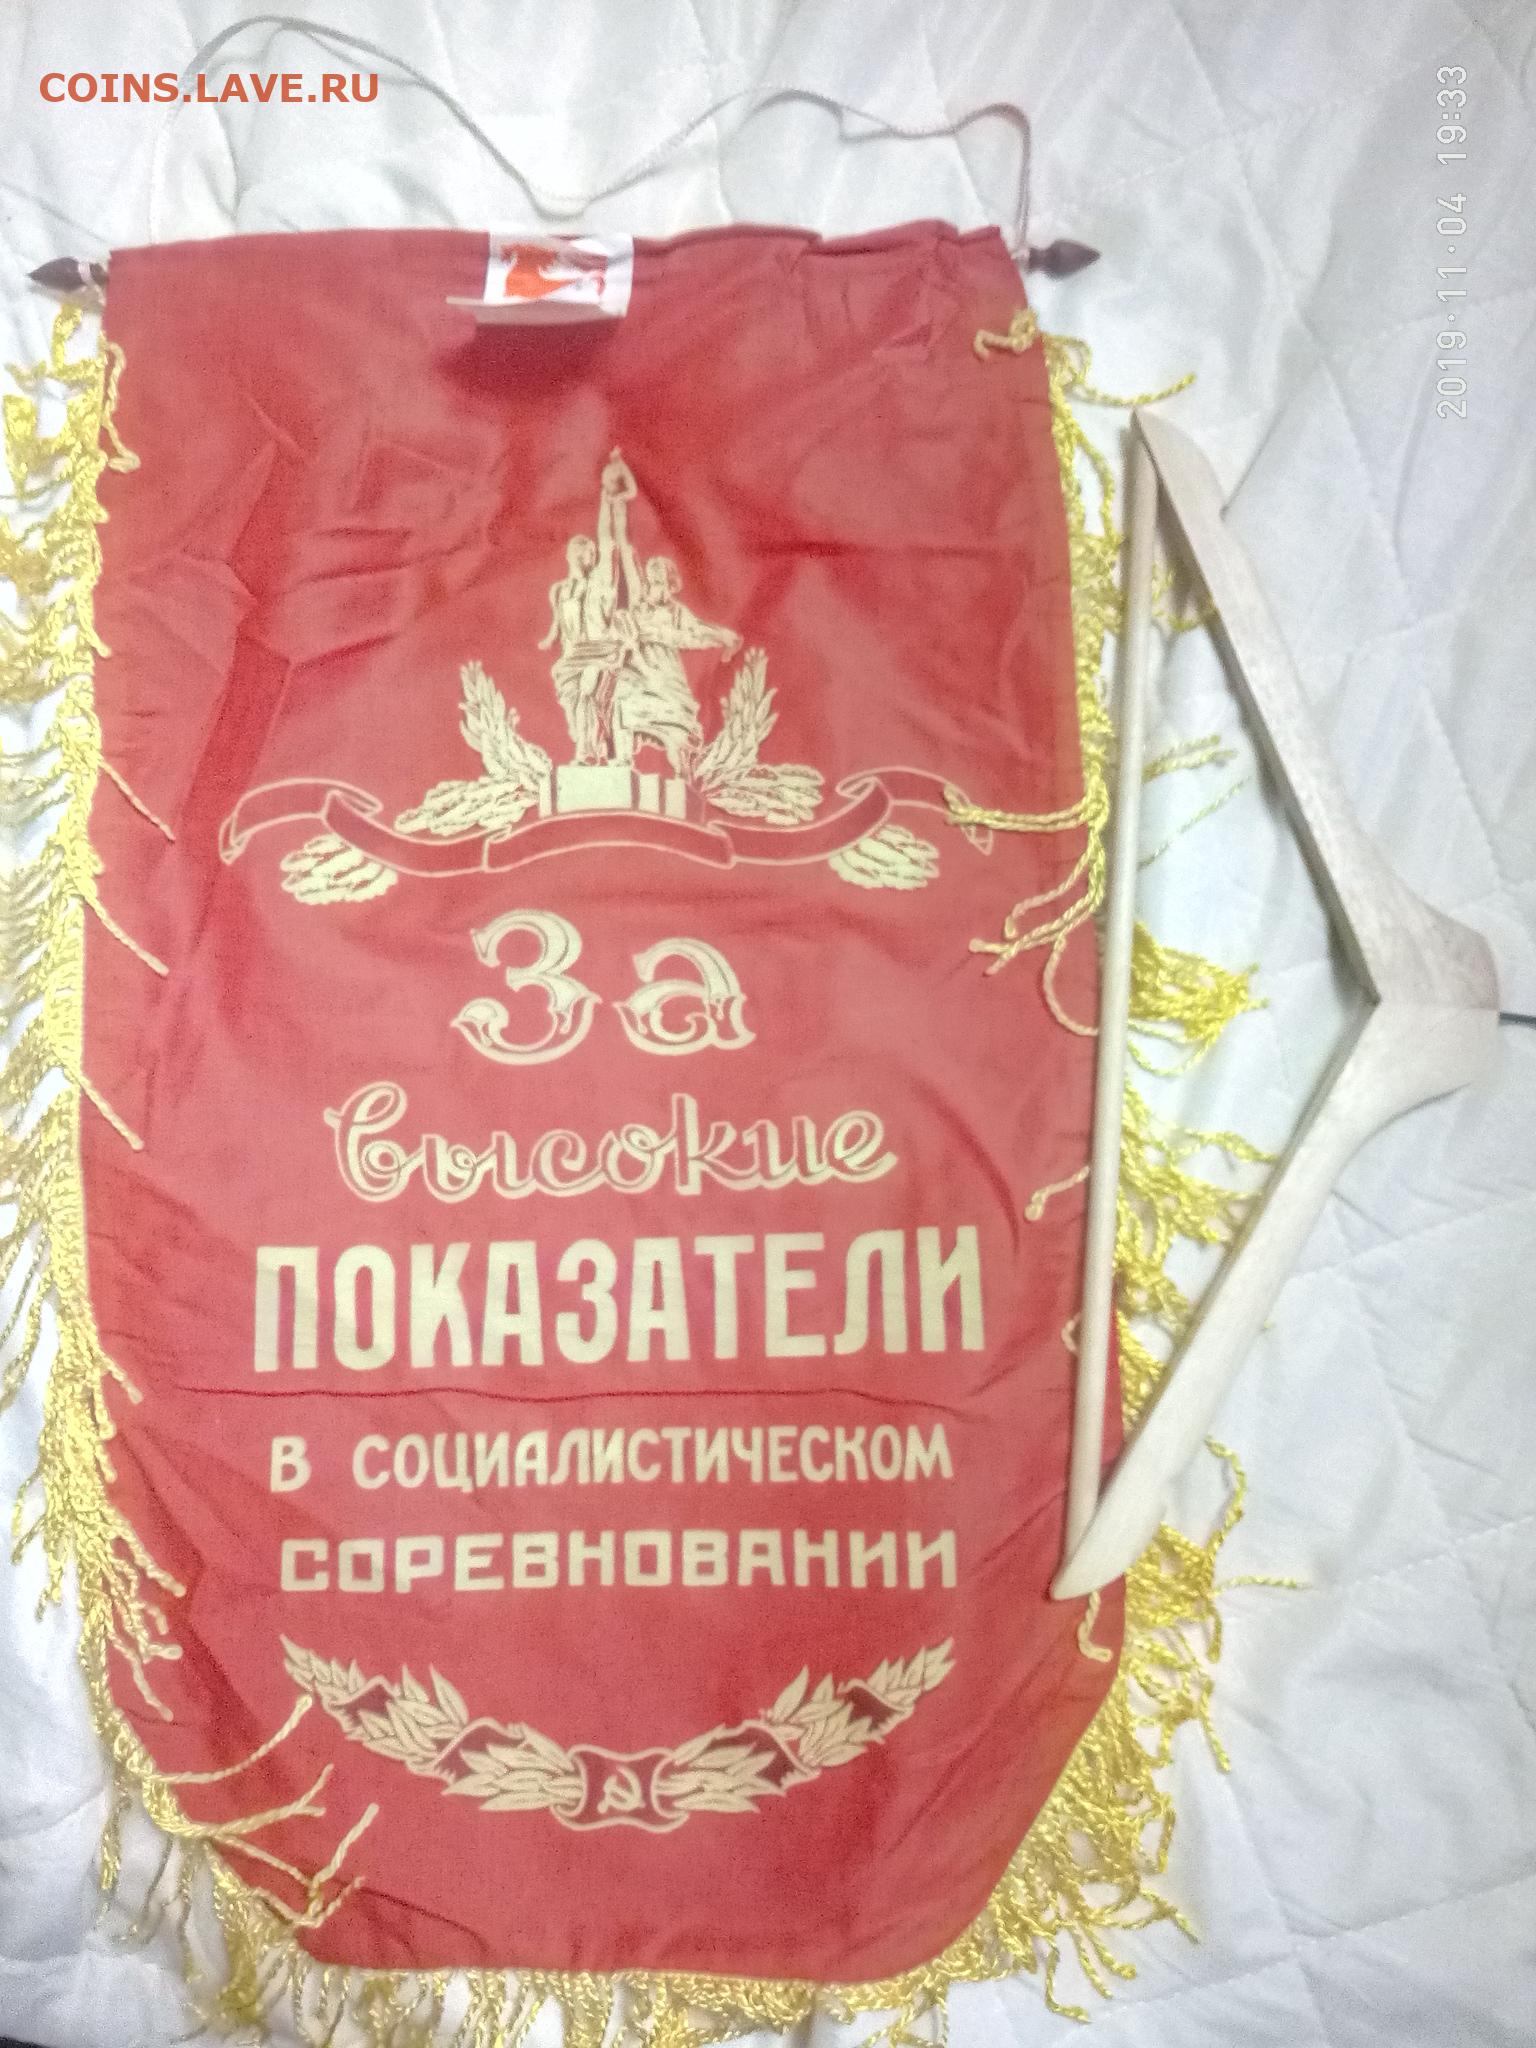 COINS.LAVE.RU
2019·11·04 19:33
За
высокие
ПОКАЗАТЕЛИ
В СОЦИАЛИСТИЧЕСКОМ
СОРЕВНОВАНИИ